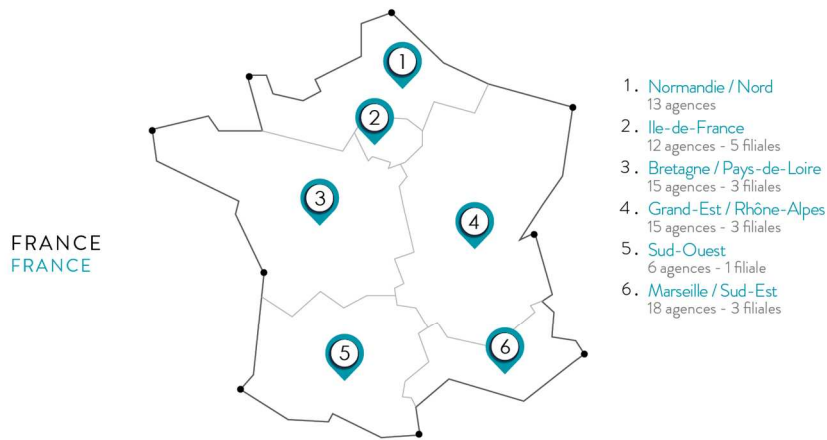 FRANCE
FRANCE
1
2
3
4
5
6
1. Normandie / Nord
13 agences
2. Ile-de-France
12 agences - 5 filiales
3. Bretagne / Pays-de-Loire
15 agences - 3 filiales
4. Grand-Est / Rhône-Alpes
15 agences - 3 filiales
5. Sud-Ouest
6 agences - 1 filiale
6. Marseille / Sud-Est
18 agences - 3 filiales